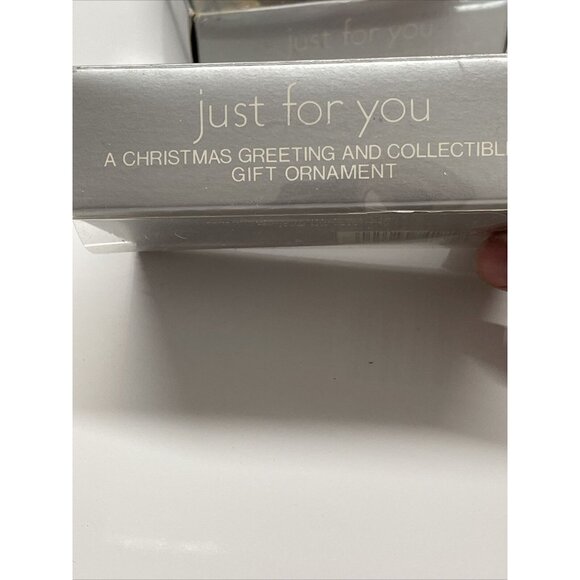 just for you
just for you
A CHRISTMAS GREETING AND COLLECTIBL
GIFT ORNAMENT